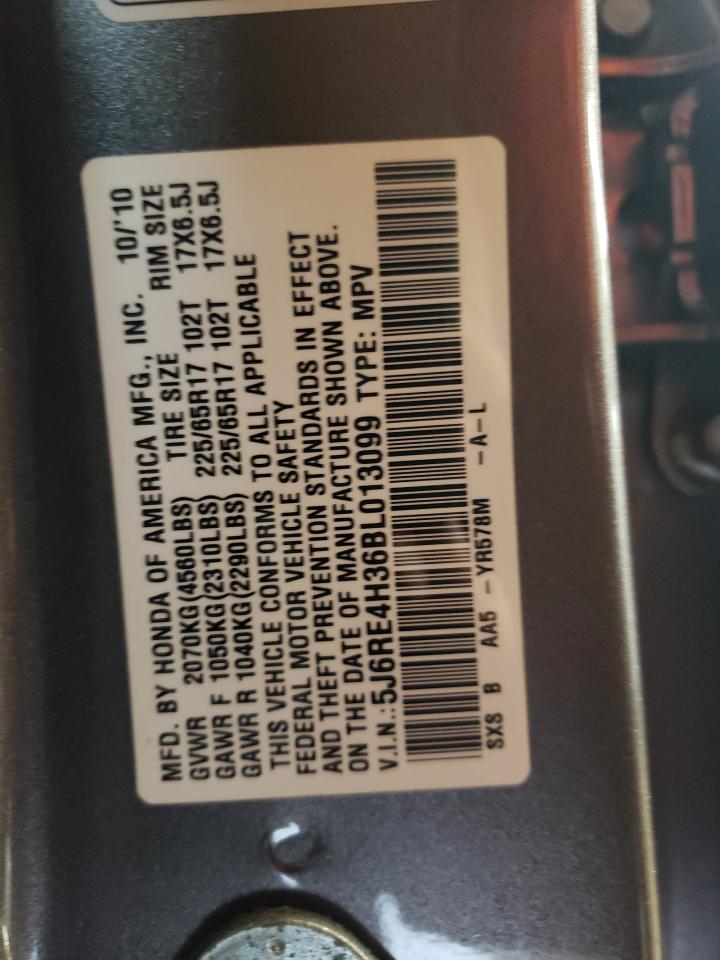 MFD. BY HONDA OF AMERICA MFG., INC. 10/'10
GVWR 2070KG(4560LBS) TIRE SIZE RIM SIZE
GAWR F 1050KG(2310LBS) 225/65R17 102T 17X6.5J
GAWR R 1040KG(2290LBS) 225/65R17 102T 17X6.5J
THIS VEHICLE CONFORMS TO ALL APPLICABLE
FEDERAL MOTOR VEHICLE SAFETY
AND THEFT PREVENTION STANDARDS IN EFFECT
ON THE DATE OF MANUFACTURE SHOWN ABOVE.
V.I.N.:5J6RE4H36BL013099 TYPE: MPV
SXS B AA5 - YR578M -A-L